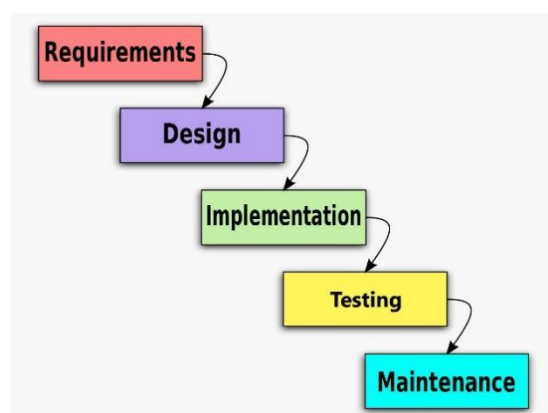 Requirements
Design
Implementation
Testing
Maintenance